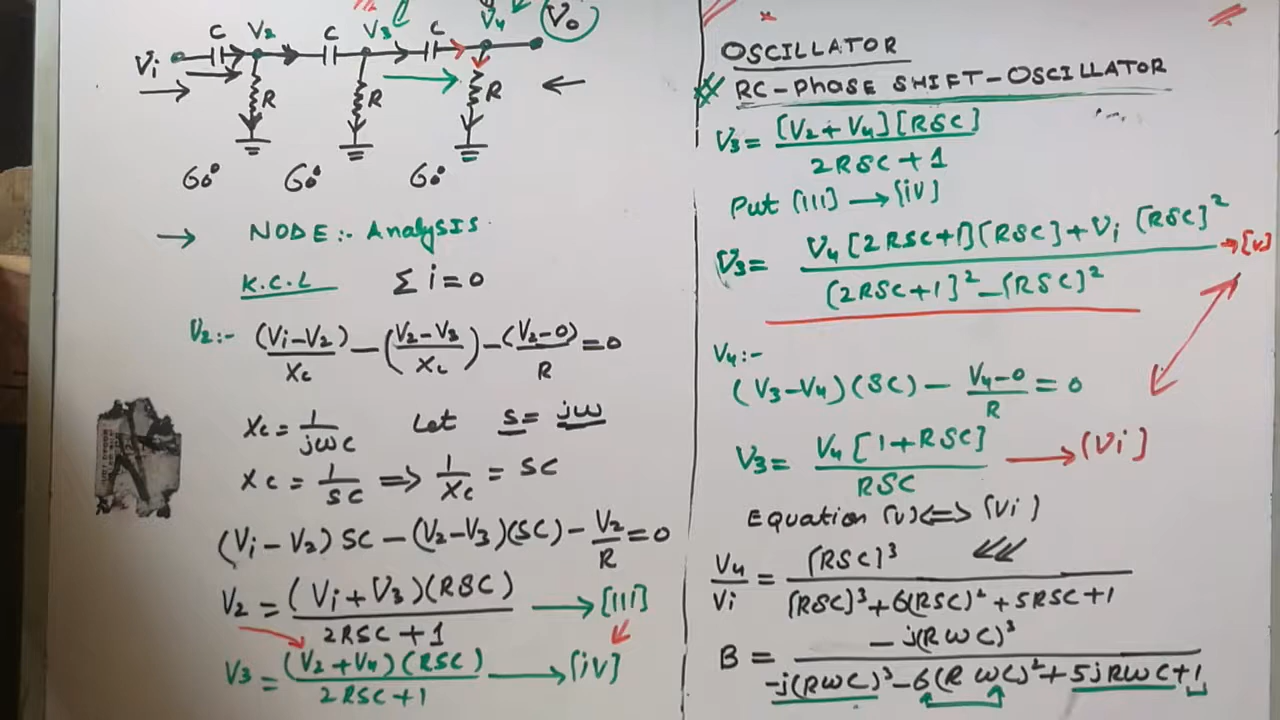 C V₂ C V₃ C V₄ V₀
Vi
R R R
60° 60° 60°
→ NODE:- Analysis
K.C.L Σi=0
V₂:- (Vi-V₂)/Xc - (V₂-V₃/Xc) - (V₂-0)/R = 0
Xc = 1/jωc Let s = jω
Xc = 1/SC ⇒ 1/Xc = SC
(Vi-V₂)SC - (V₂-V₃)(SC) - V₂/R = 0
V₂ = (Vi+V₃)(RSC)/2RSC+1 → [III]
V₃ = (V₂+V₄)(RSC)/2RSC+1 → [iV]
OSCILLATOR
RC-PhaSE SHIFT-OSCILLATOR
V₃ = [V₂+V₄][RSC]/2RSC+1
Put [III] → [iV]
V₃ = V₄[2RSC+1][RSC]+Vi [RSC]²/[2RSC+1]²-[RSC]² → [v]
V₄:-
(V₃-V₄)(SC) - V₄-0/R = 0
V₃ = V₄[1+RSC]/RSC → [Vi]
Equation [v] ⇔ [Vi]
V₄/Vi = [RSC]³/[RSC]³+6(RSC)²+5RSC+1
B = -j(RWC)³/-j(RWC)³-6(RWC)²+5jRWC+1